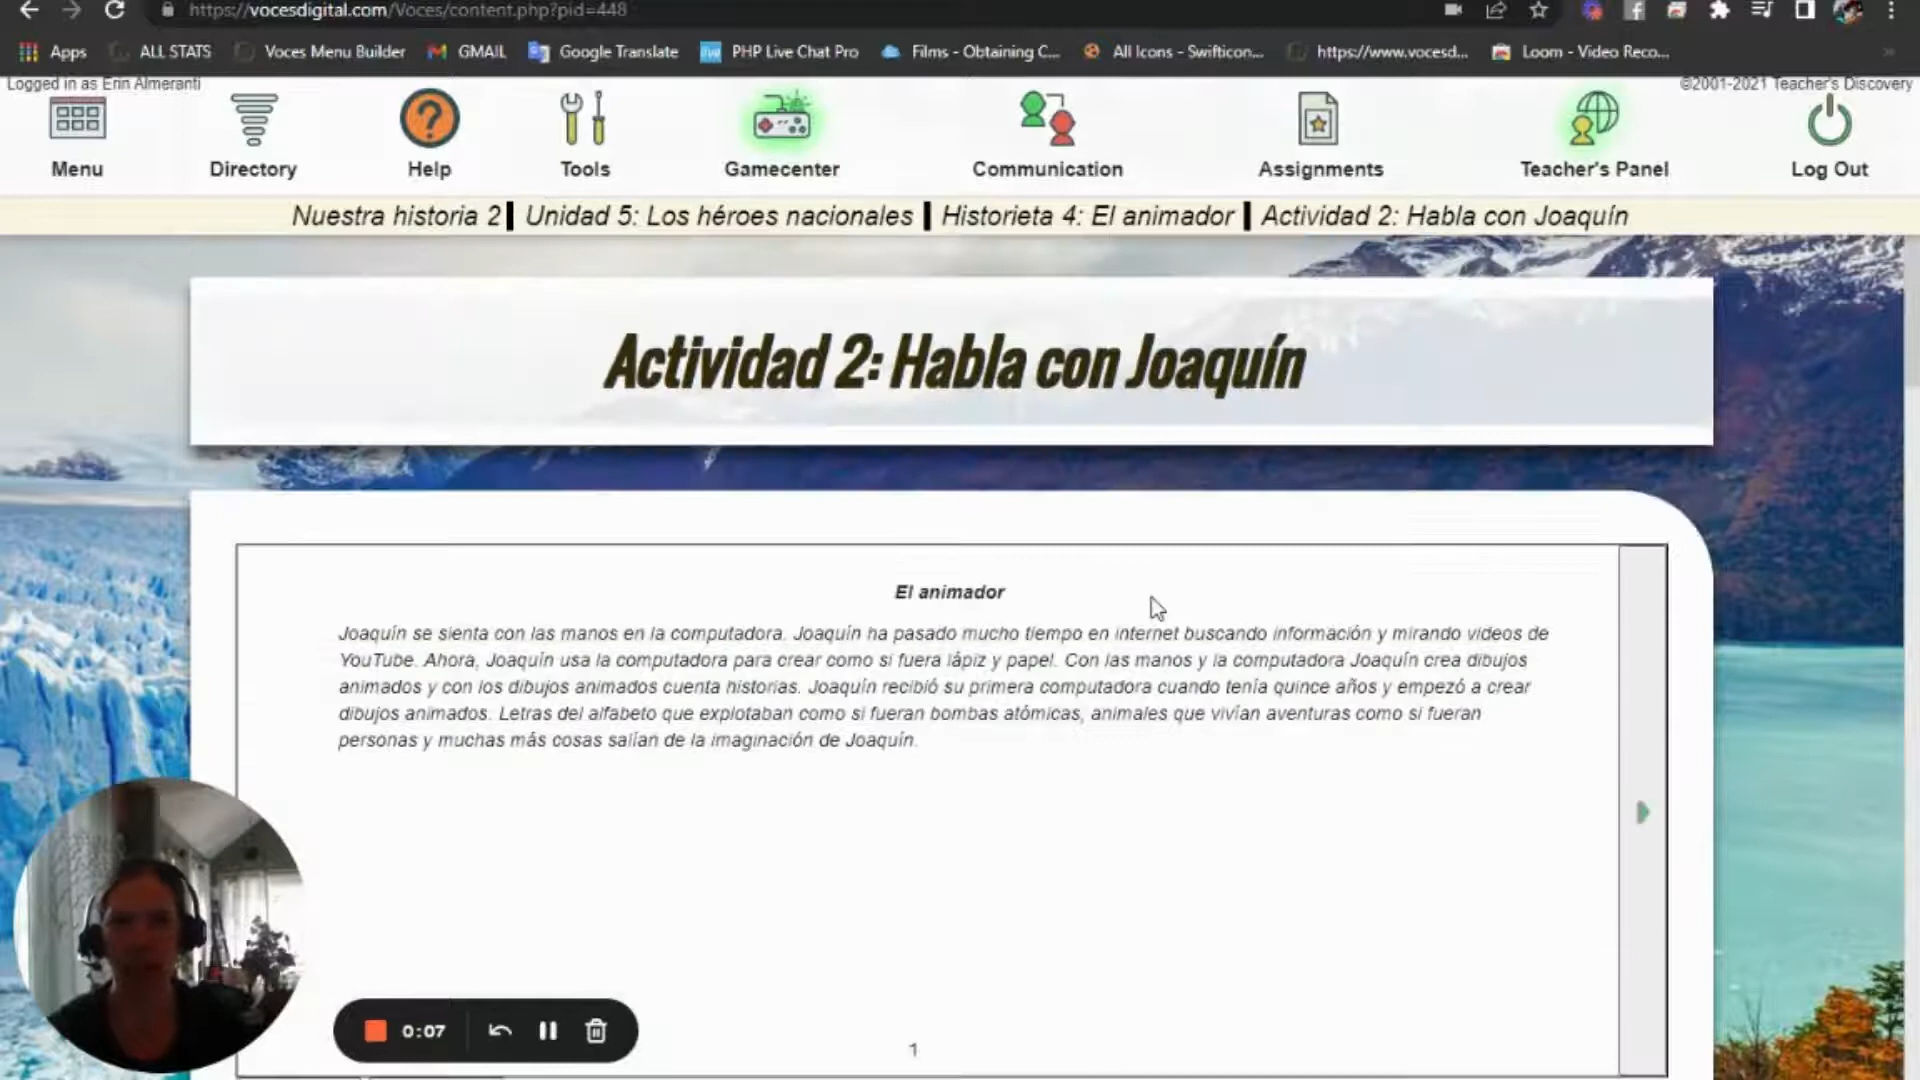 https://vocesdigital.com/Voces/content.php?pid=448
Apps ALL STATS Voces Menu Builder GMAIL Google Translate PHP Live Chat Pro Films - Obtaining C... All Icons - Swifticon... https://www.vocesd... Loom - Video Reco...
Logged in as Erin Almeranti ©2001-2021 Teacher's Discovery
Menu Directory Help Tools Gamecenter Communication Assignments Teacher's Panel Log Out
Nuestra historia 2 Unidad 5: Los héroes nacionales Historieta 4: El animador Actividad 2: Habla con Joaquín
Actividad 2: Habla con Joaquín
El animador
Joaquín se sienta con las manos en la computadora. Joaquín ha pasado mucho tiempo en internet buscando información y mirando videos de
YouTube. Ahora, Joaquín usa la computadora para crear como si fuera lápiz y papel. Con las manos y la computadora Joaquín crea dibujos
animados y con los dibujos animados cuenta historias. Joaquín recibió su primera computadora cuando tenía quince años y empezó a crear
dibujos animados. Letras del alfabeto que explotaban como si fueran bombas atómicas, animales que vivían aventuras como si fueran
personas y muchas más cosas salían de la imaginación de Joaquín.
0:07
1